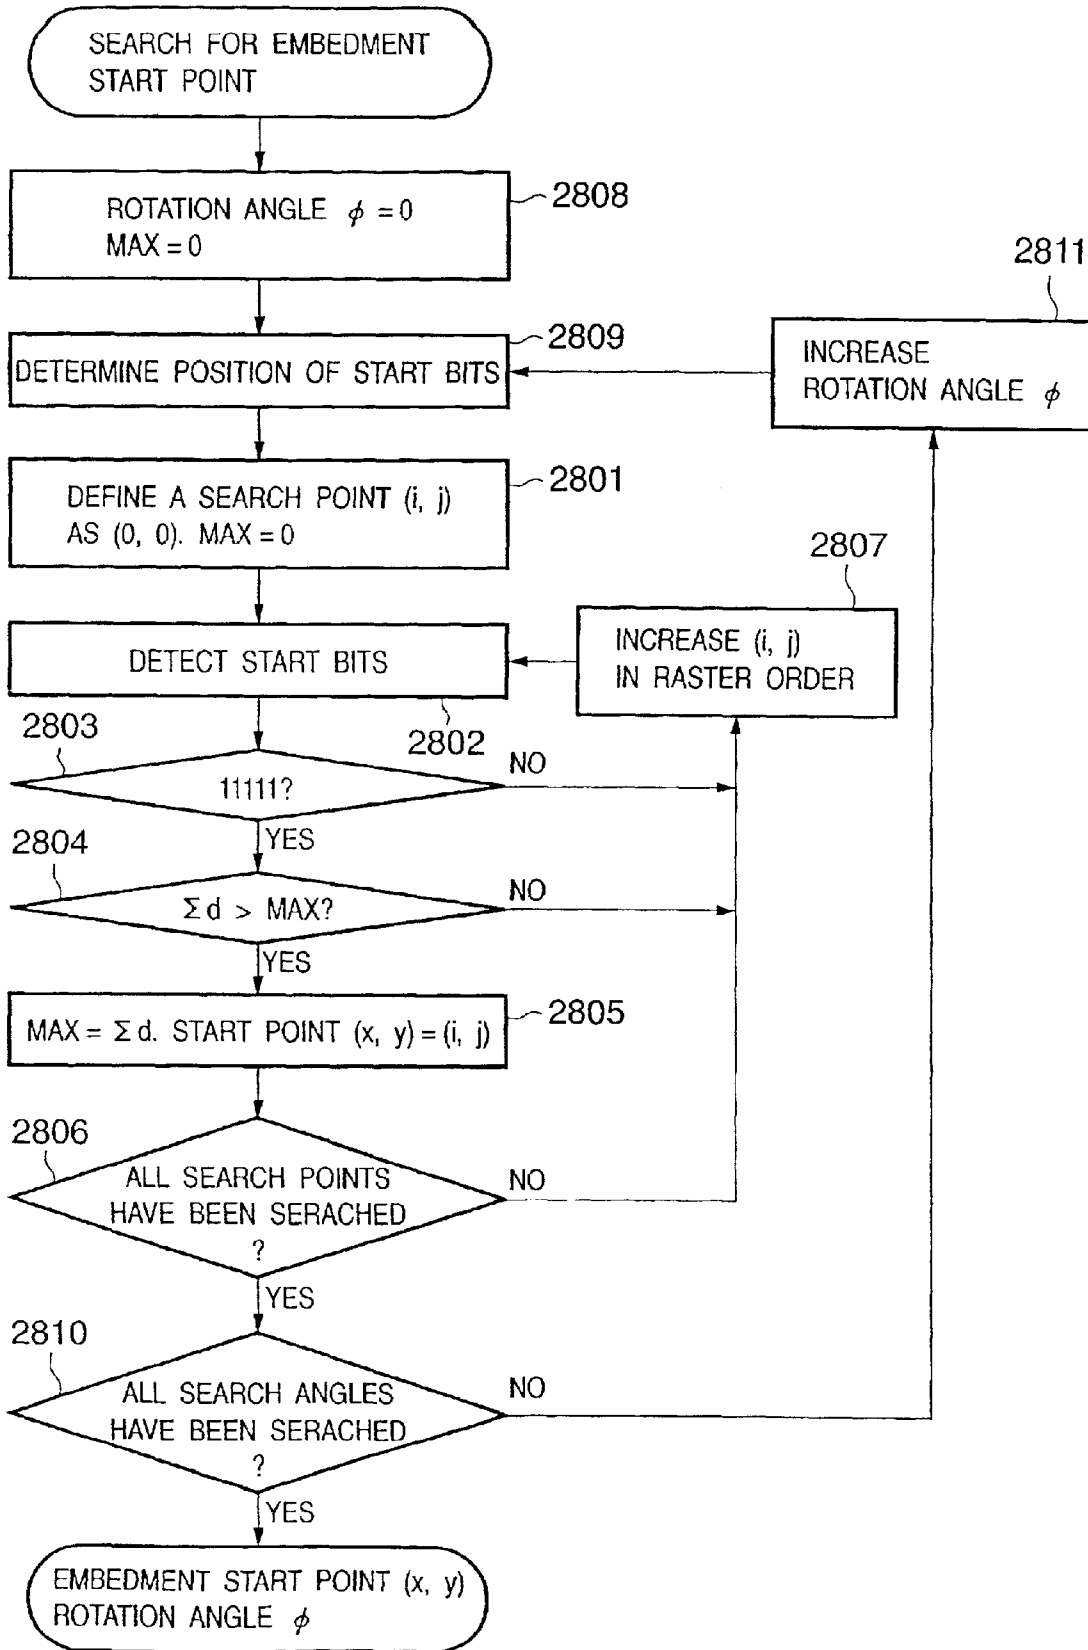 SEARCH FOR EMBEDMENT
START POINT
ROTATION ANGLE φ = 0
MAX = 0
2808
2811
DETERMINE POSITION OF START BITS
2809
INCREASE
ROTATION ANGLE φ
DEFINE A SEARCH POINT (i, j)
AS (0, 0). MAX = 0
2801
2807
DETECT START BITS
2802
INCREASE (i, j)
IN RASTER ORDER
2803
11111?
NO
YES
2804
Σd > MAX?
NO
YES
MAX = Σd. START POINT (x, y) = (i, j)
2805
2806
ALL SEARCH POINTS
HAVE BEEN SERACHED
?
NO
YES
2810
ALL SEARCH ANGLES
HAVE BEEN SERACHED
?
NO
YES
EMBEDMENT START POINT (x, y)
ROTATION ANGLE φ